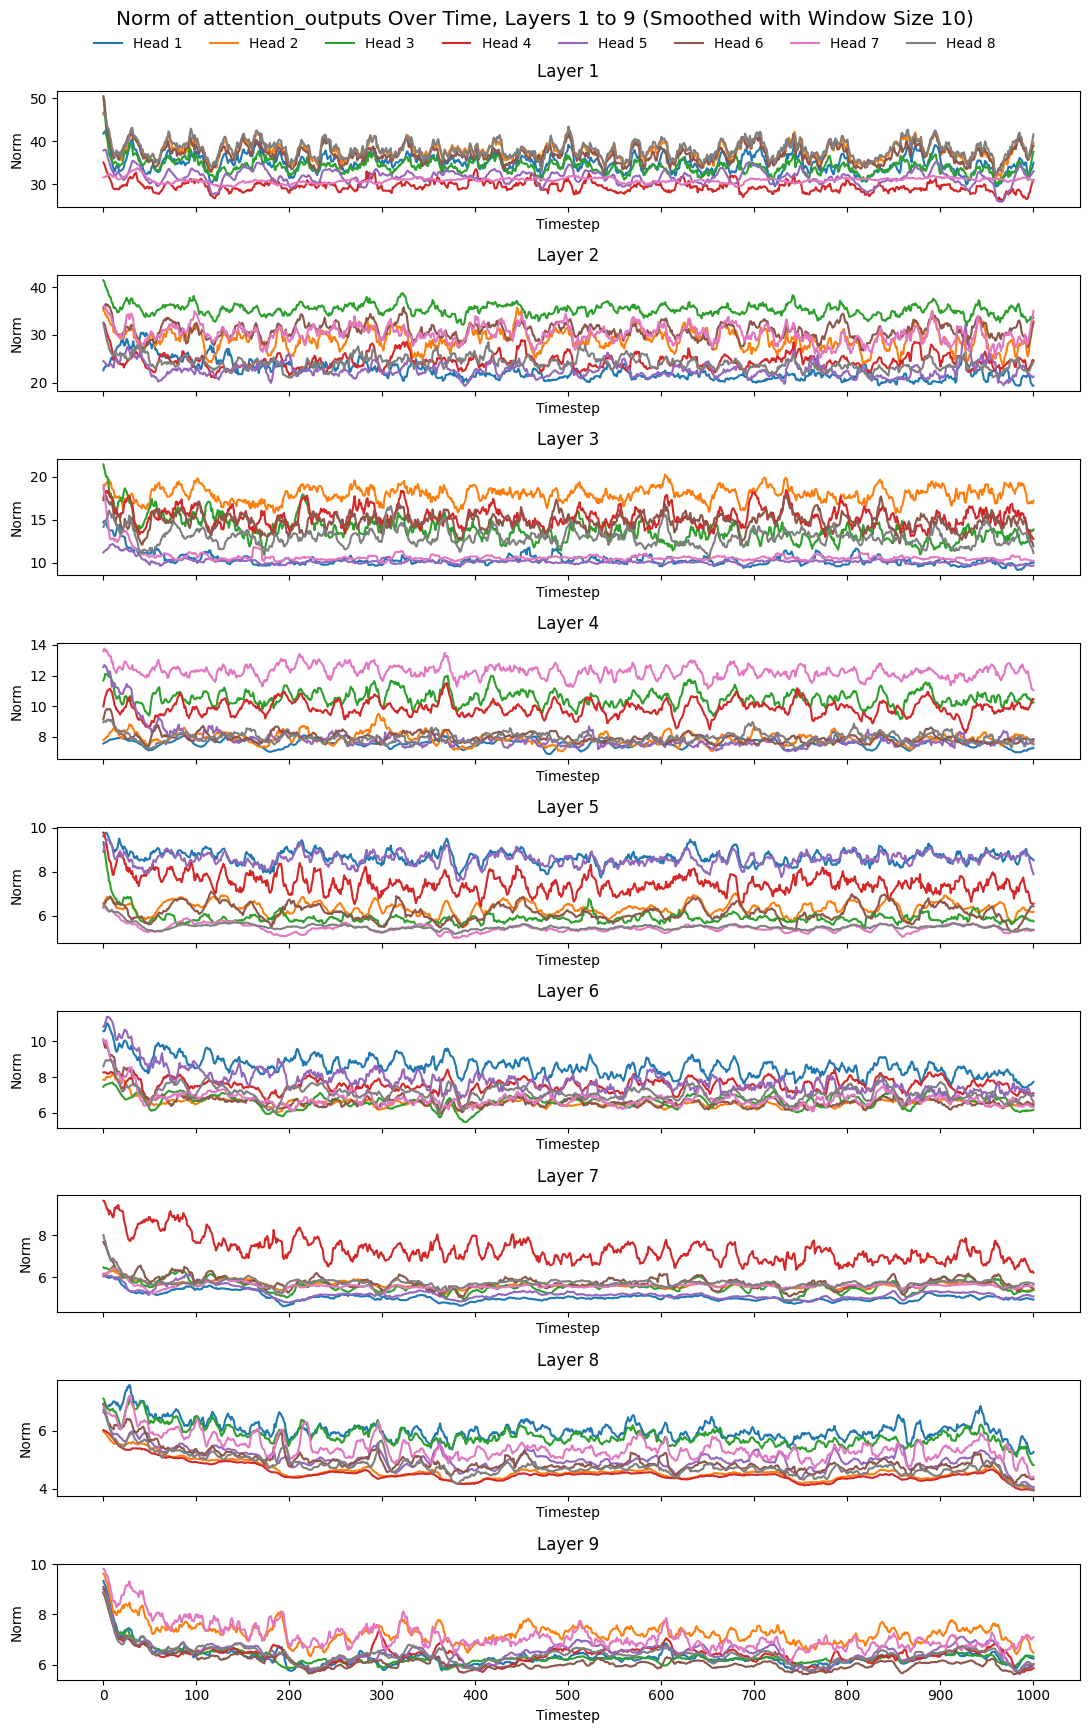 Norm of attention_outputs Over Time, Layers 1 to 9 (Smoothed with Window Size 10)
Head 1 Head 2 Head 3 Head 4 Head 5 Head 6 Head 7 Head 8
Layer 1
50
40
30
Norm
Timestep
Layer 2
40
30
20
Norm
Timestep
Layer 3
20
15
10
Norm
Timestep
Layer 4
14
12
10
8
Norm
Timestep
Layer 5
10
8
6
Norm
Timestep
Layer 6
10
8
6
Norm
Timestep
Layer 7
8
6
Norm
Timestep
Layer 8
6
4
Norm
Timestep
Layer 9
10
8
6
Norm
0 100 200 300 400 500 600 700 800 900 1000
Timestep